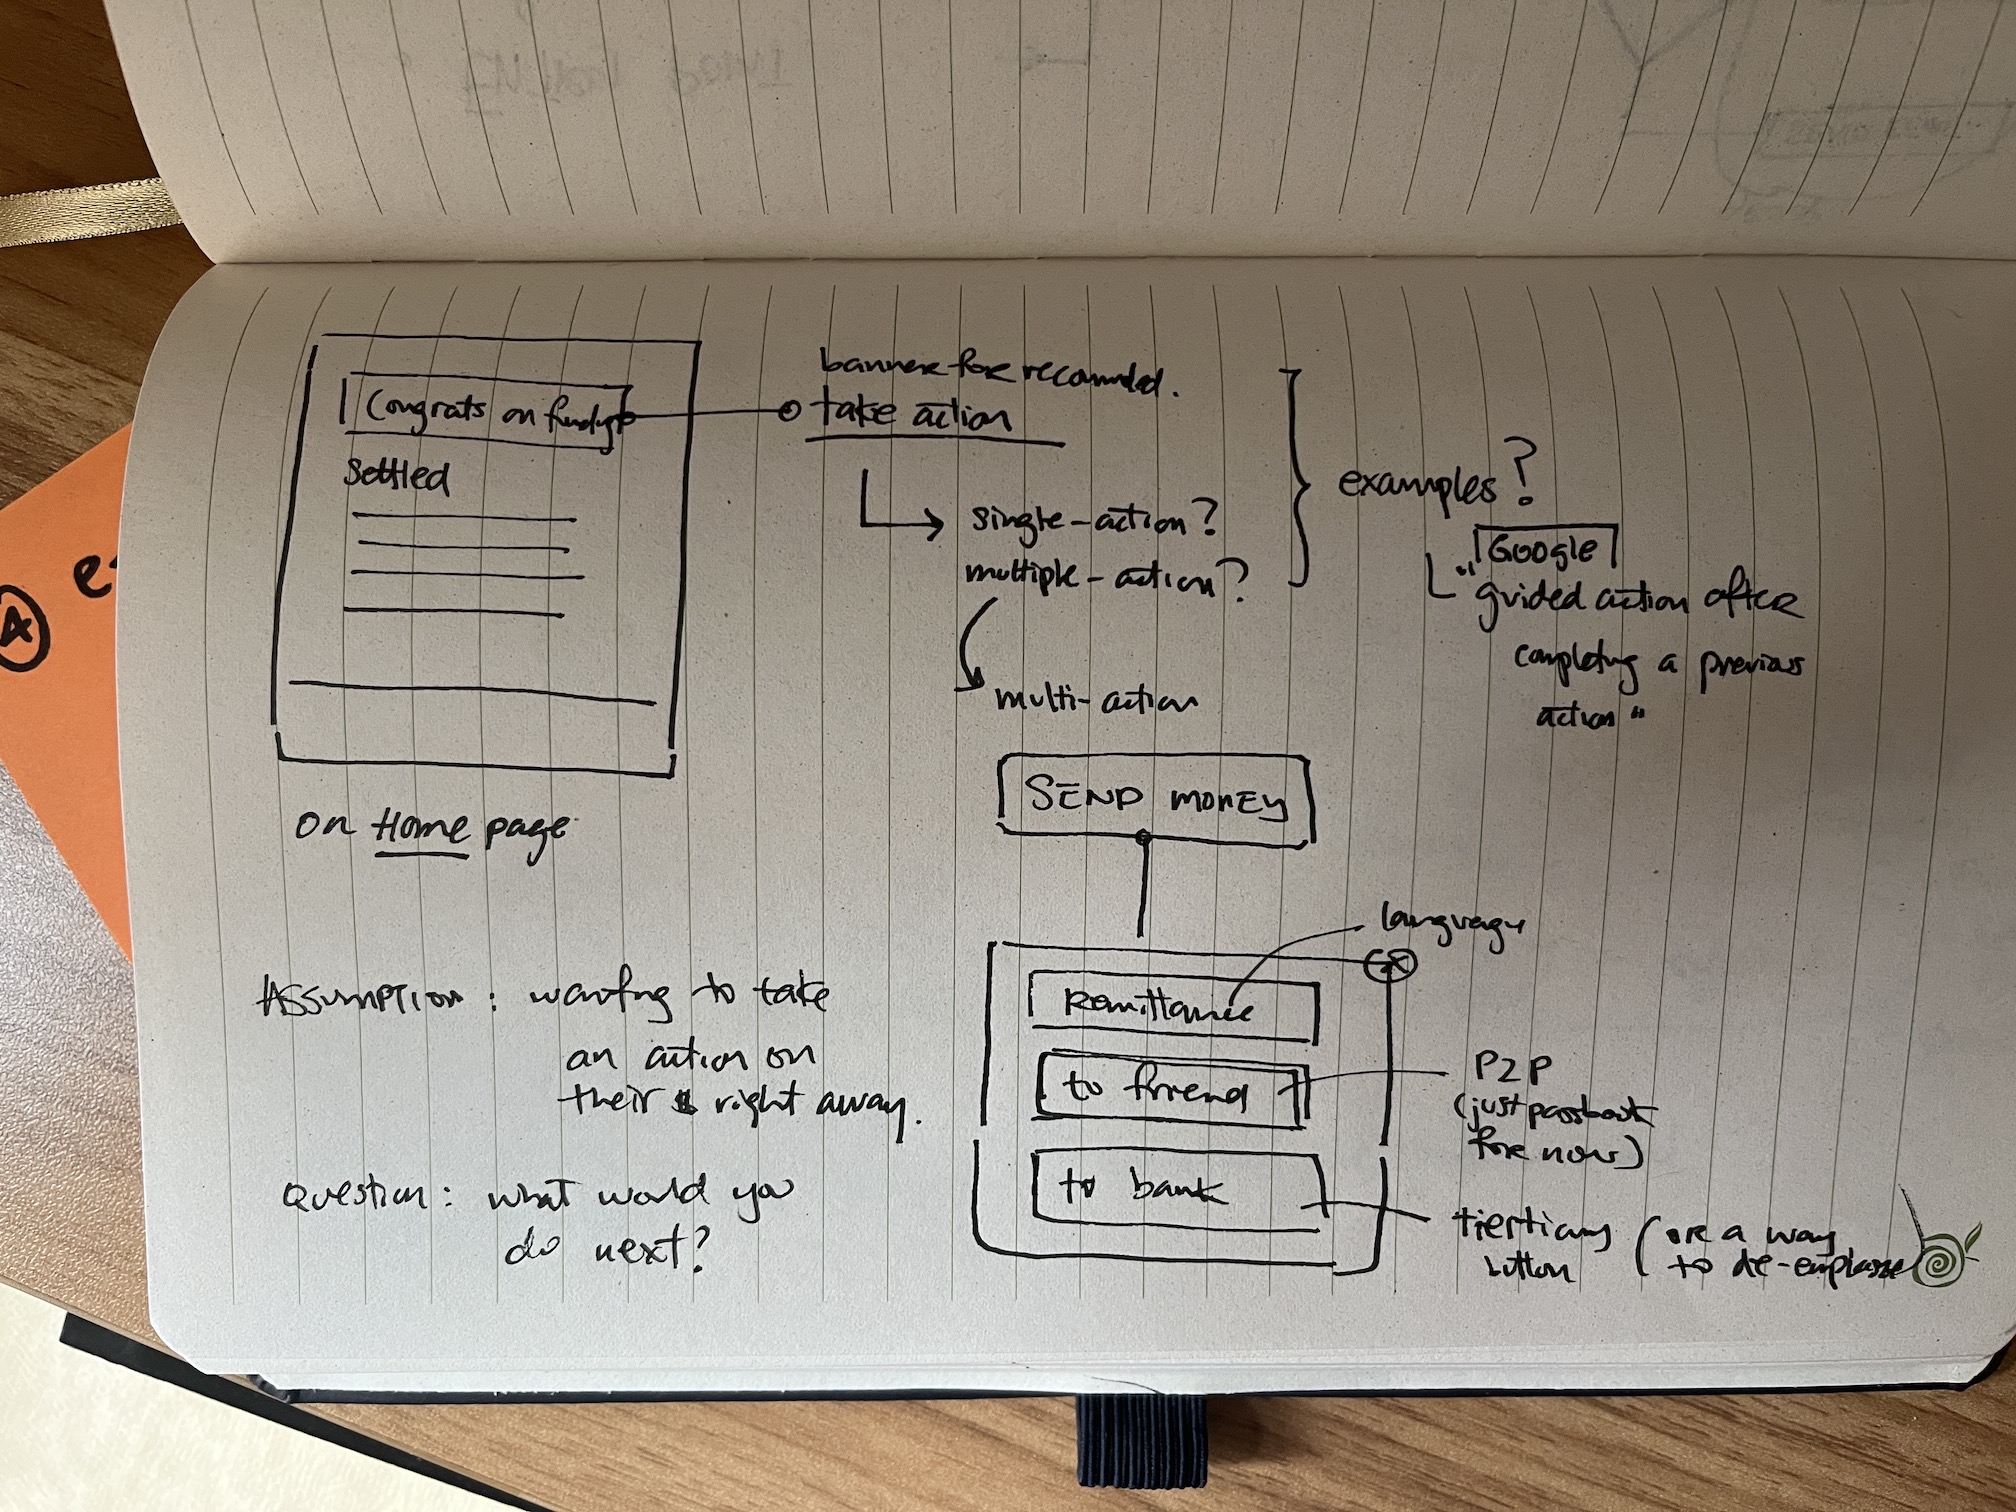 Congrats on
Settled
on Home page
banner for recommded.
take action
single-action?
multiple-action?
multi-action
examples?
Google
"guided action after
completing a previous
action"
SEND MONEY
language
Remittance
to friend
P2P
(just passbook
for now)
to bank
tiertiary
button
(or a way
to de-emphasize
Assumption: wanting to take
an action on
their $ right away.
Question: what would you
do next?
4
e